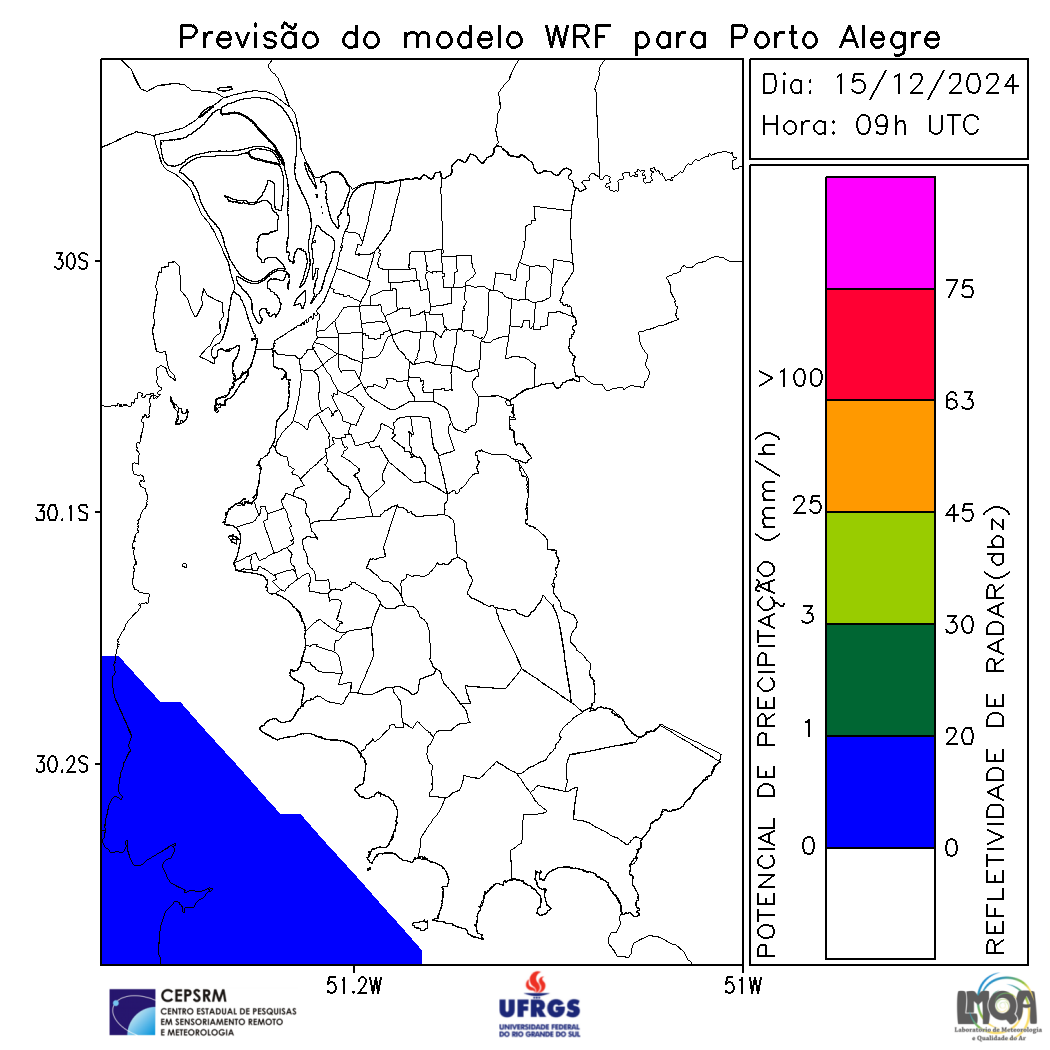 Previsão do modelo WRF para Porto Alegre
Dia: 15/12/2024
Hora: 09h UTC
30S
30.1S
30.2S
51.2W
51W
POTENCIAL DE PRECIPITAÇÃO (mm/h)
>100
25
3
1
0
75
63
45
30
20
0
REFLETIVIDADE DE RADAR(dbz)
CEPSRM
CENTRO ESTADUAL DE PESQUISAS
EM SENSORIAMENTO REMOTO
E METEOROLOGIA
UFRGS
UNIVERSIDADE FEDERAL
DO RIO GRANDE DO SUL
LMQA
Laboratório de Meteorologia
e Qualidade do Ar